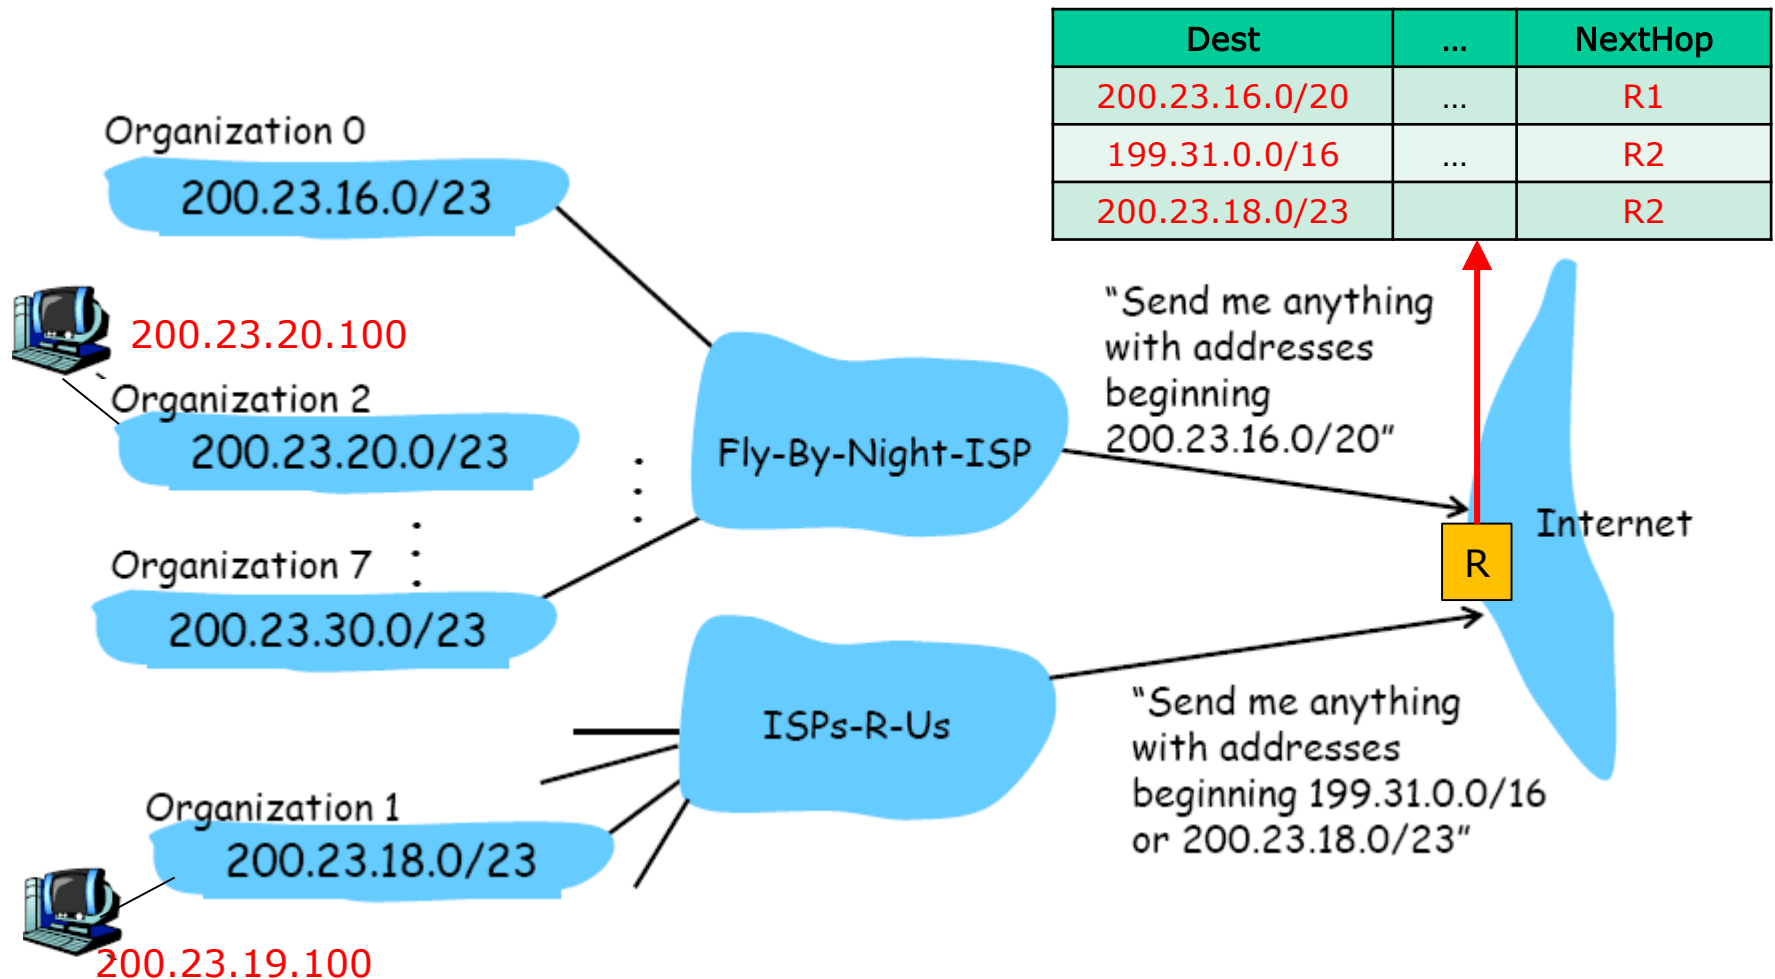 Dest ... NextHop
200.23.16.0/20 ... R1
199.31.0.0/16 ... R2
200.23.18.0/23 R2
Organization 0
200.23.16.0/23
200.23.20.100
Organization 2
200.23.20.0/23
Organization 7
200.23.30.0/23
Fly-By-Night-ISP
"Send me anything
with addresses
beginning
200.23.16.0/20"
R
Internet
ISPs-R-Us
"Send me anything
with addresses
beginning 199.31.0.0/16
or 200.23.18.0/23"
Organization 1
200.23.18.0/23
200.23.19.100